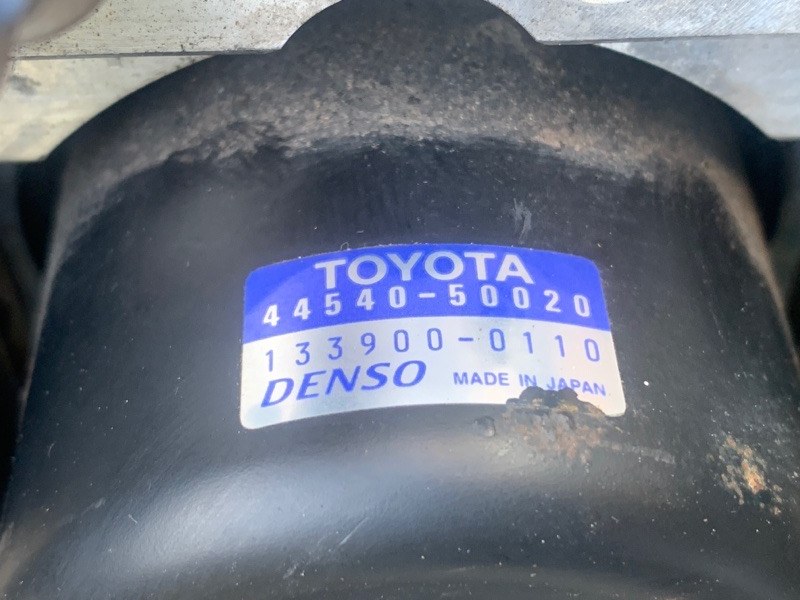 TOYOTA
44540-50020
133900-0110
DENSO MADE IN JAPAN